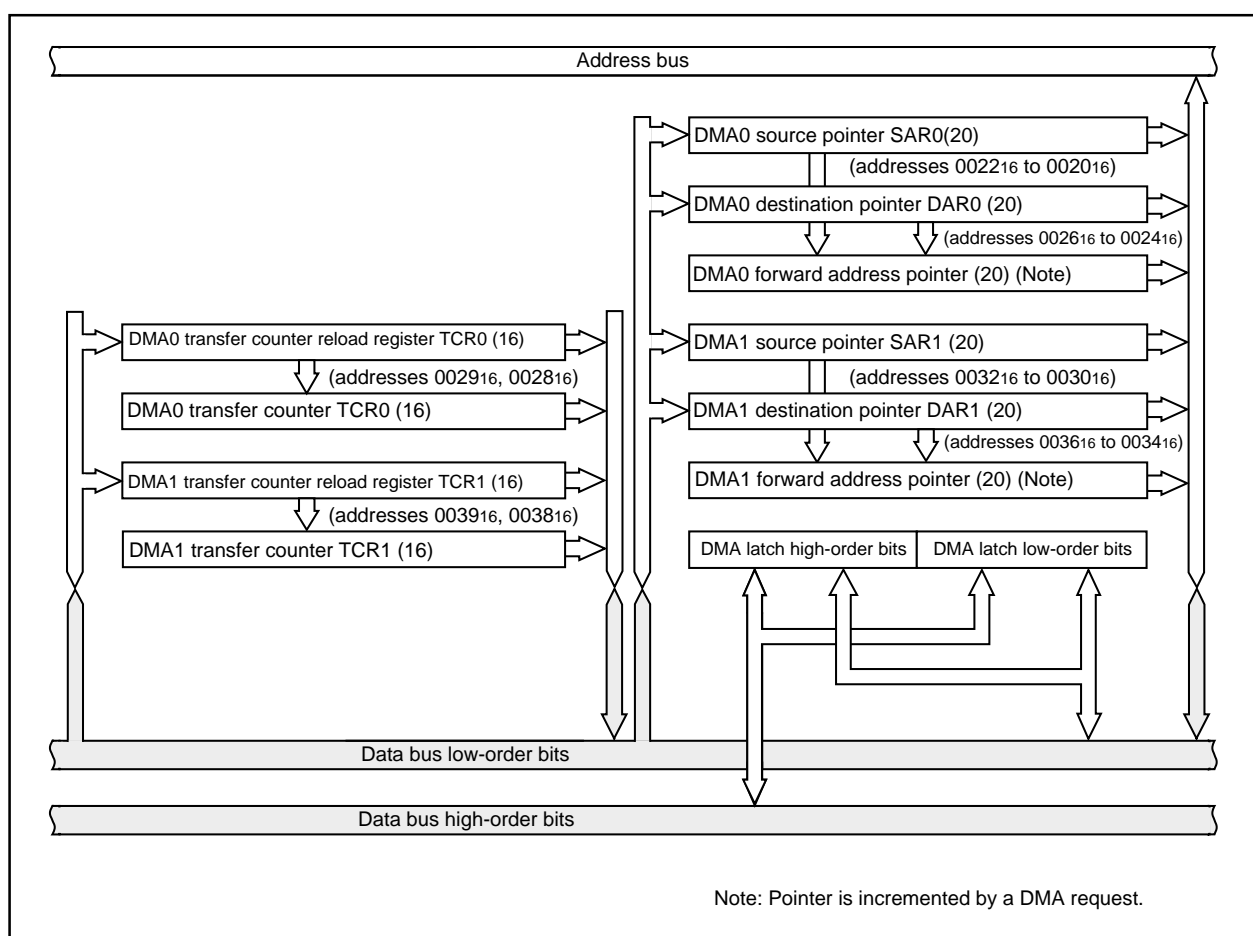 Address bus
DMA0 source pointer SAR0(20)
(addresses 002216 to 002016)
DMA0 destination pointer DAR0 (20)
(addresses 002616 to 002416)
DMA0 forward address pointer (20) (Note)
DMA0 transfer counter reload register TCR0 (16)
(addresses 002916, 002816)
DMA0 transfer counter TCR0 (16)
DMA1 transfer counter reload register TCR1 (16)
(addresses 003916, 003816)
DMA1 transfer counter TCR1 (16)
DMA1 source pointer SAR1 (20)
(addresses 003216 to 003016)
DMA1 destination pointer DAR1 (20)
(addresses 003616 to 003416)
DMA1 forward address pointer (20) (Note)
DMA latch high-order bits
DMA latch low-order bits
Data bus low-order bits
Data bus high-order bits
Note: Pointer is incremented by a DMA request.